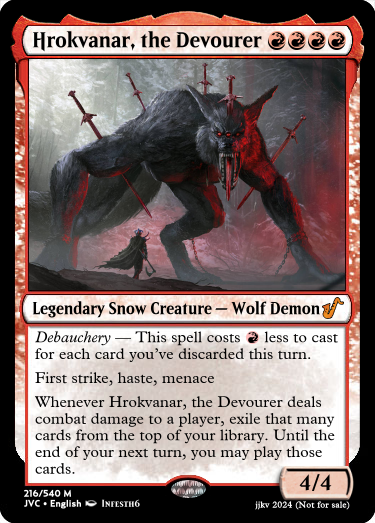 Hrokvanar, the Devourer
Legendary Snow Creature — Wolf Demon
Debauchery — This spell costs less to cast
for each card you've discarded this turn.
First strike, haste, menace
Whenever Hrokvanar, the Devourer deals
combat damage to a player, exile that many
cards from the top of your library. Until the
end of your next turn, you may play those
cards.
4/4
216/540 M
JVC • English Infesth6
jjkv 2024 (Not for sale)